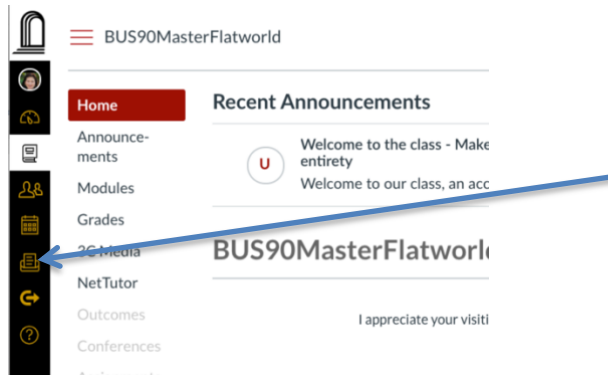 BUS90MasterFlatworld
Home
Announce-
ments
Modules
Grades
3C Media
NetTutor
Outcomes
Conferences
Recent Announcements
U
Welcome to the class - Make
entirety
Welcome to our class, an acc
BUS90MasterFlatworl
I appreciate your visiti